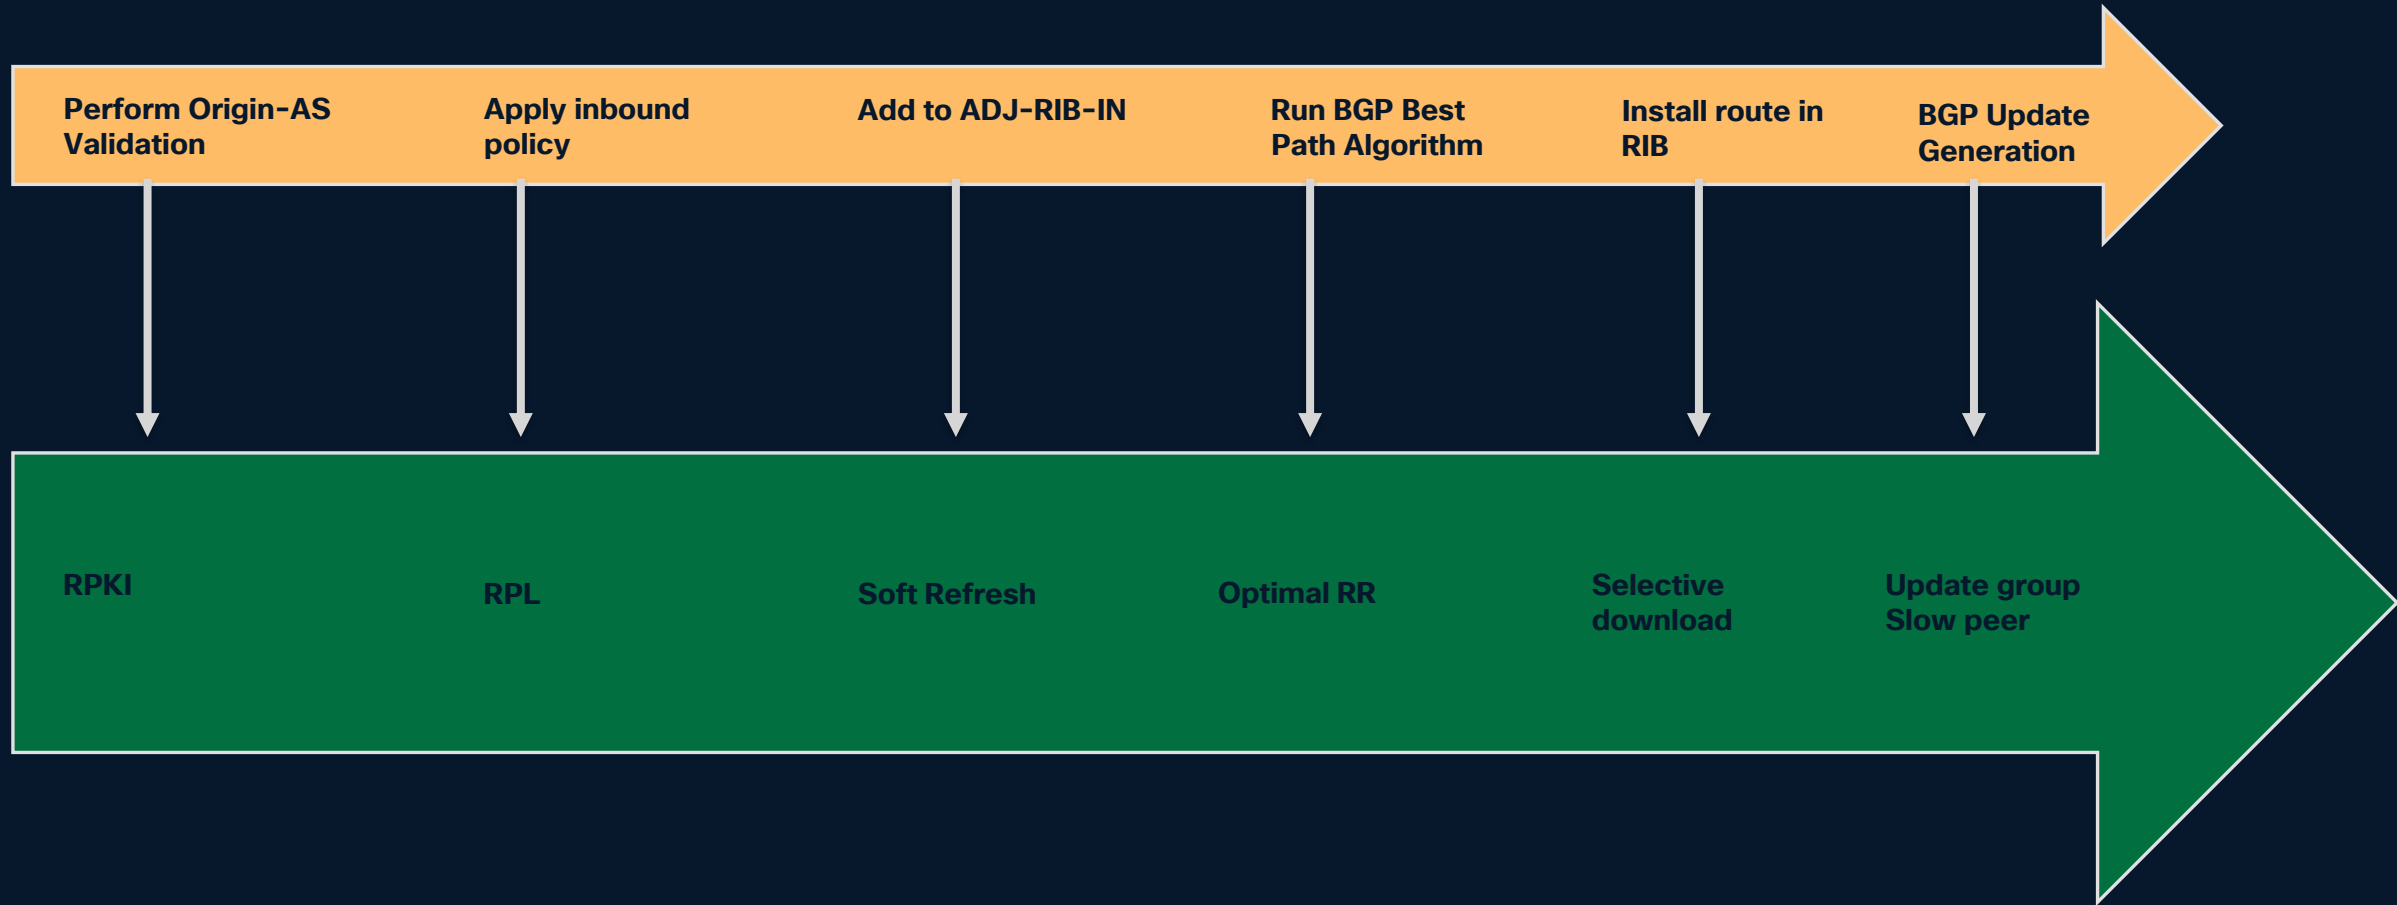 Perform Origin-AS
Validation
Apply inbound
policy
Add to ADJ-RIB-IN
Run BGP Best
Path Algorithm
Install route in
RIB
BGP Update
Generation
RPKI
RPL
Soft Refresh
Optimal RR
Selective
download
Update group
Slow peer